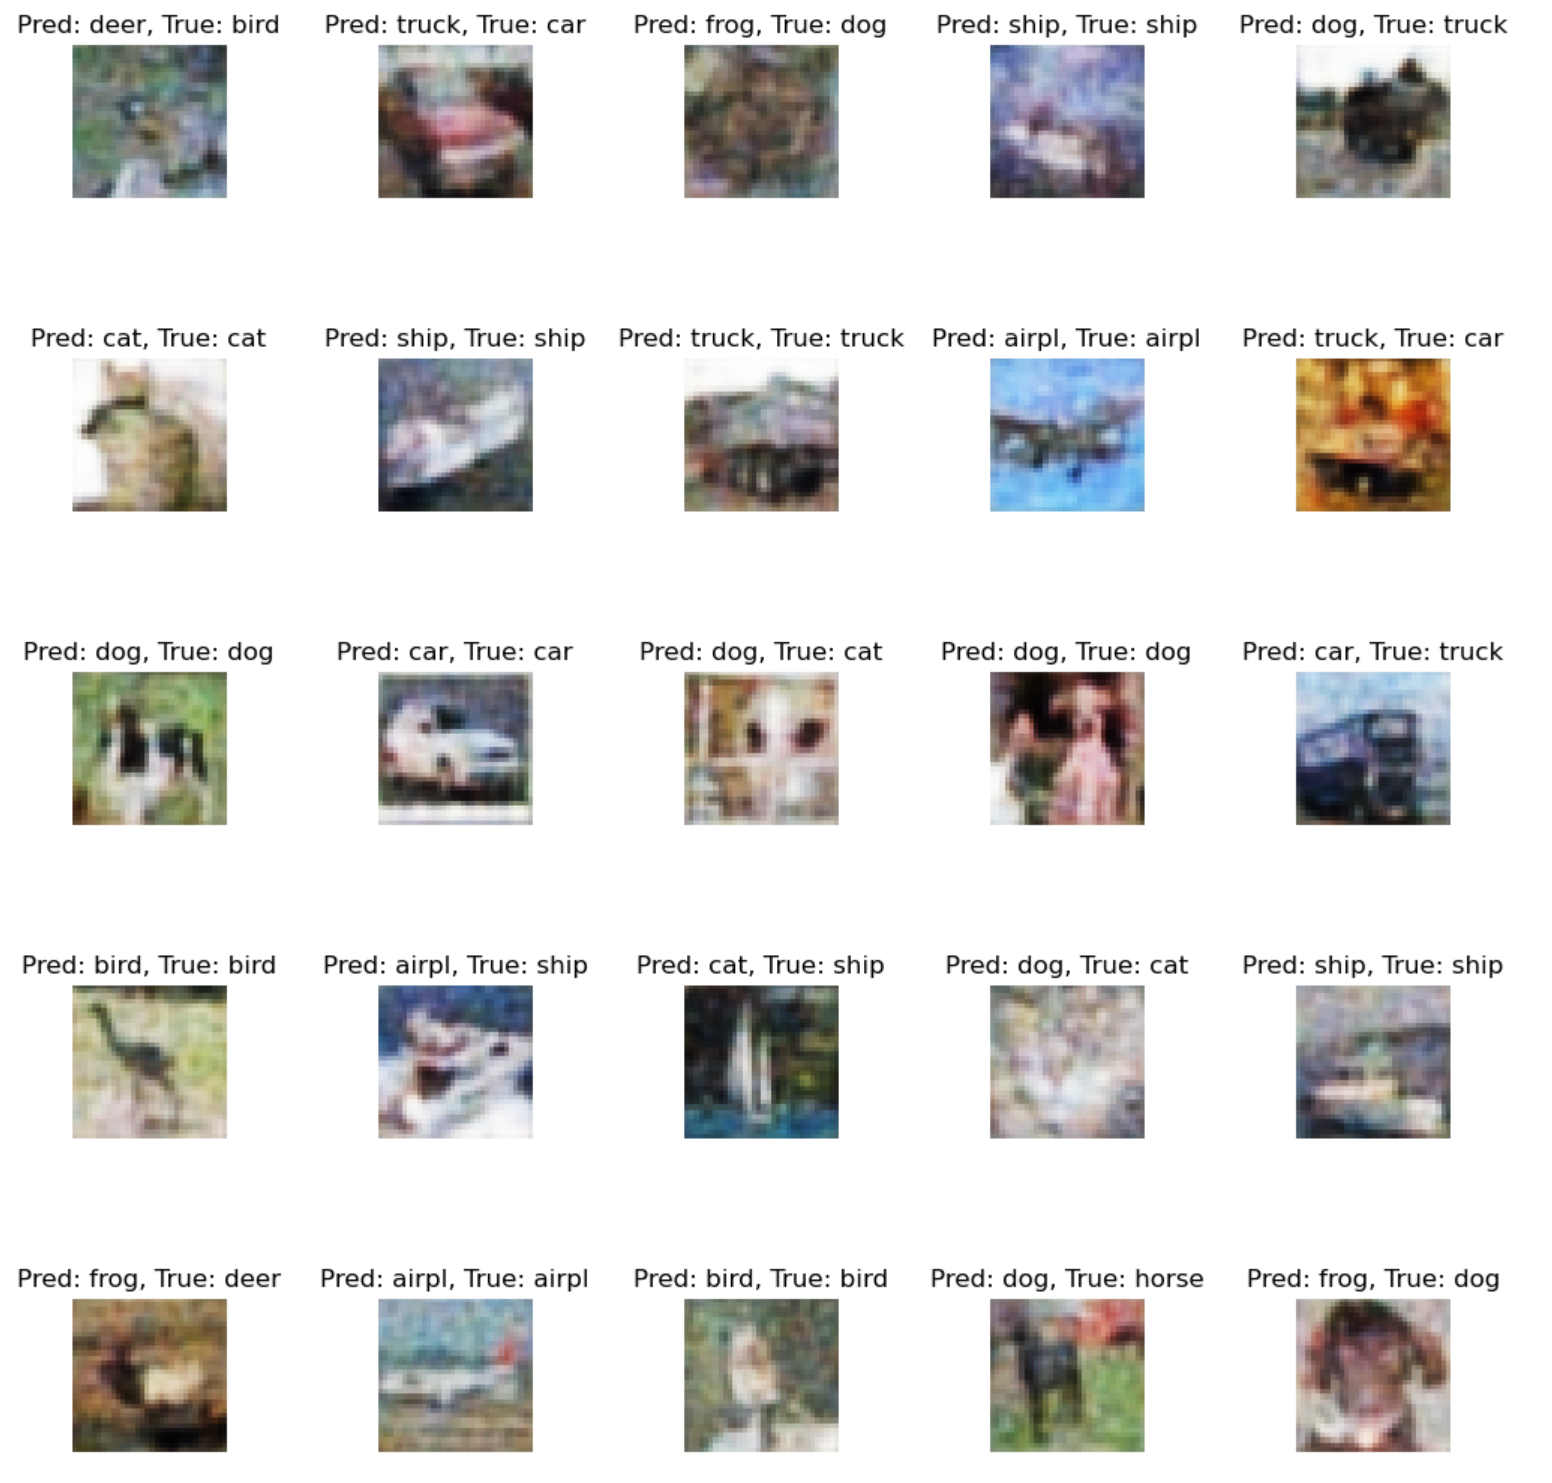 Pred: deer, True: bird
Pred: truck, True: car
Pred: frog, True: dog
Pred: ship, True: ship
Pred: dog, True: truck
Pred: cat, True: cat
Pred: ship, True: ship
Pred: truck, True: truck
Pred: airpl, True: airpl
Pred: truck, True: car
Pred: dog, True: dog
Pred: car, True: car
Pred: dog, True: cat
Pred: dog, True: dog
Pred: car, True: truck
Pred: bird, True: bird
Pred: airpl, True: ship
Pred: cat, True: ship
Pred: dog, True: cat
Pred: ship, True: ship
Pred: frog, True: deer
Pred: airpl, True: airpl
Pred: bird, True: bird
Pred: dog, True: horse
Pred: frog, True: dog